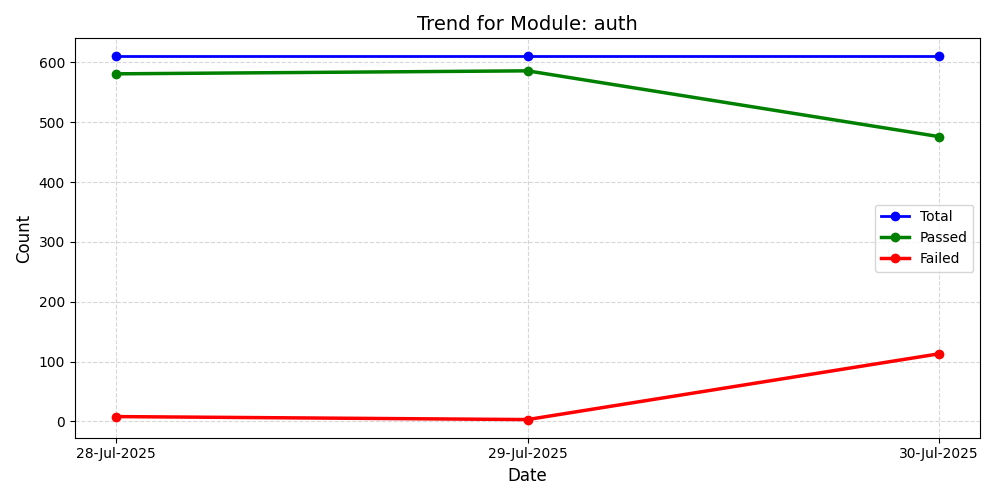 Trend for Module: auth
600
500
400
300
200
100
0
Count
Total
Passed
Failed
28-Jul-2025
29-Jul-2025
30-Jul-2025
Date